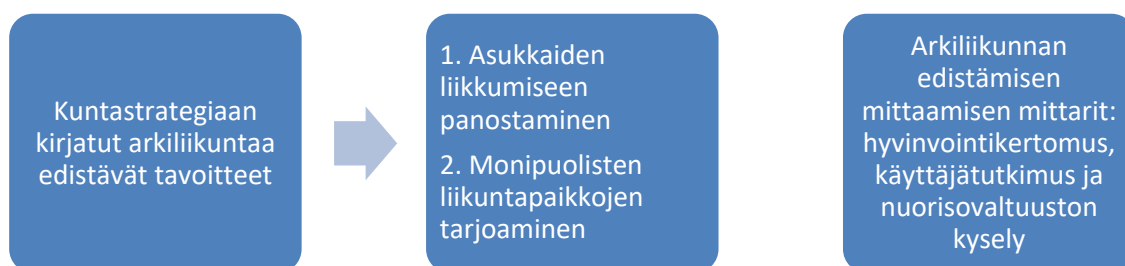 Kuntastrategiaan
kirjatut arkiliikuntaa
edistävät tavoitteet
1. Asukkaiden
liikkumiseen
panostaminen
2. Monipuolisten
liikuntapaikkojen
tarjoaminen
Arkiliikunnan
edistämisen
mittaamisen mittarit:
hyvinvointikertomus,
käyttäjätutkimus ja
nuorisovaltuuston
kysely